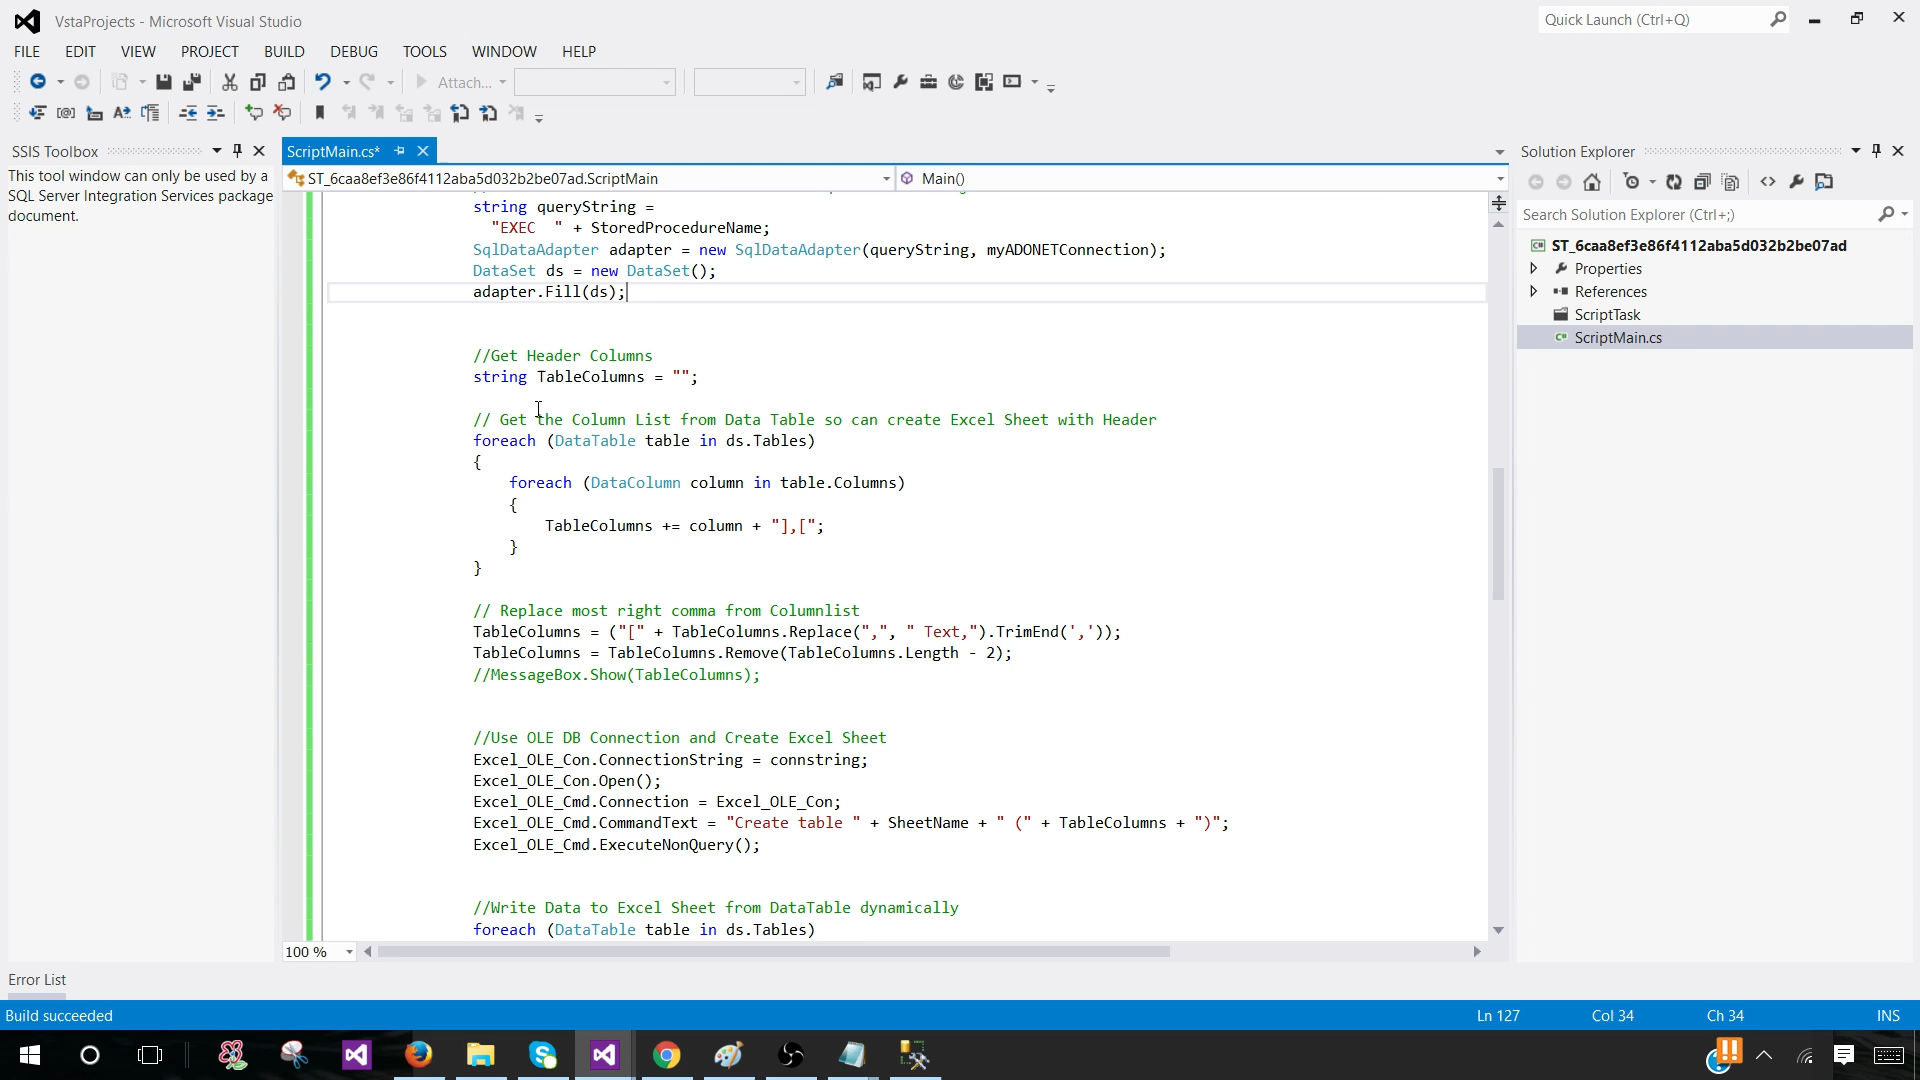 VstaProjects - Microsoft Visual Studio
Quick Launch (Ctrl+Q)
FILE EDIT VIEW PROJECT BUILD DEBUG TOOLS WINDOW HELP
Attach...
SSIS Toolbox
This tool window can only be used by a
SQL Server Integration Services package
document.
ScriptMain.cs*
ST_6caa8ef3e86f4112aba5d032b2be07ad.ScriptMain
Main()
string queryString =
"EXEC  " + StoredProcedureName;
SqlDataAdapter adapter = new SqlDataAdapter(queryString, myADONETConnection);
DataSet ds = new DataSet();
adapter.Fill(ds);
//Get Header Columns
string TableColumns = "";
// Get the Column List from Data Table so can create Excel Sheet with Header
foreach (DataTable table in ds.Tables)
{
foreach (DataColumn column in table.Columns)
{
TableColumns += column + "],[";
}
}
// Replace most right comma from Columnlist
TableColumns = ("[" + TableColumns.Replace(",", " Text,").TrimEnd(','));
TableColumns = TableColumns.Remove(TableColumns.Length - 2);
//MessageBox.Show(TableColumns);
//Use OLE DB Connection and Create Excel Sheet
Excel_OLE_Con.ConnectionString = connstring;
Excel_OLE_Con.Open();
Excel_OLE_Cmd.Connection = Excel_OLE_Con;
Excel_OLE_Cmd.CommandText = "Create table " + SheetName + " (" + TableColumns + ")";
Excel_OLE_Cmd.ExecuteNonQuery();
//Write Data to Excel Sheet from DataTable dynamically
foreach (DataTable table in ds.Tables)
100 %
Solution Explorer
Search Solution Explorer (Ctrl+;)
ST_6caa8ef3e86f4112aba5d032b2be07ad
Properties
References
ScriptTask
ScriptMain.cs
Error List
Build succeeded
Ln 127
Col 34
Ch 34
INS